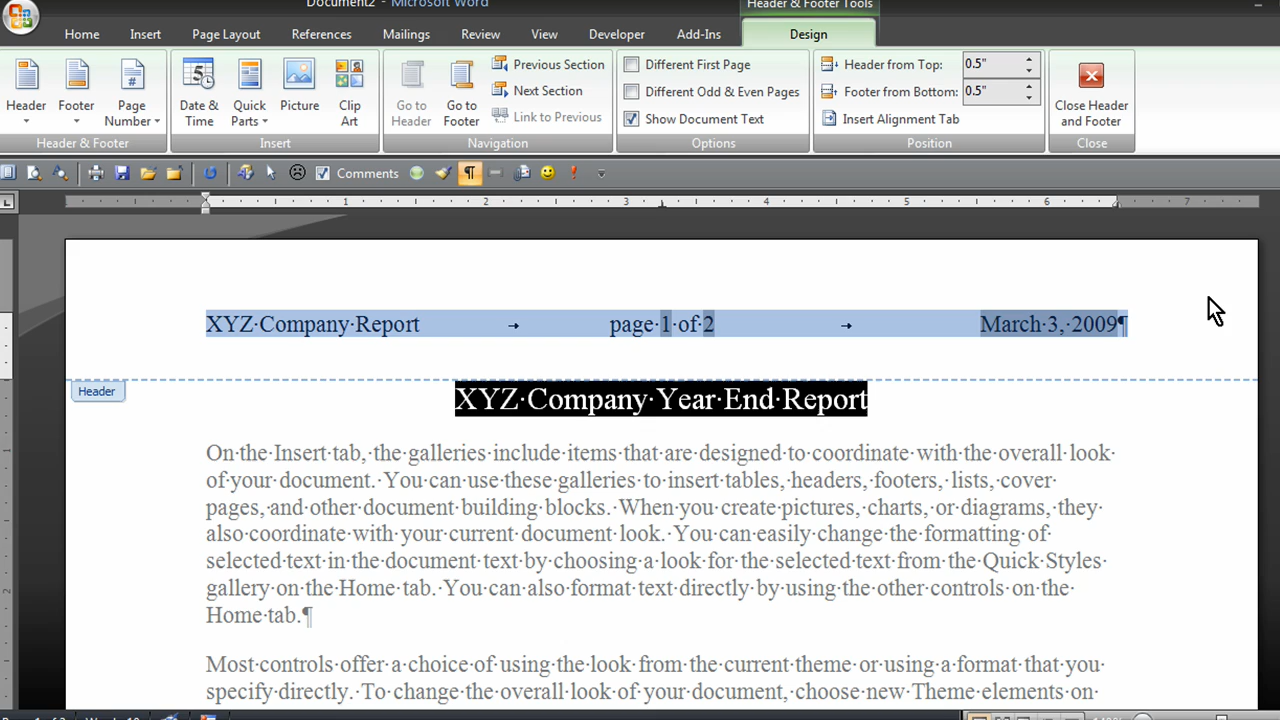 Document2 - Microsoft Word
Header & Footer Tools
Home Insert Page Layout References Mailings Review View Developer Add-Ins Design
Header
Footer
Page Number
Header & Footer
Date & Time
Quick Parts
Picture
Clip Art
Insert
Go to Header
Go to Footer
Previous Section
Next Section
Link to Previous
Navigation
Different First Page
Different Odd & Even Pages
Show Document Text
Options
Header from Top: 0.5"
Footer from Bottom: 0.5"
Insert Alignment Tab
Position
Close Header and Footer
Close
Comments
1 2 3 4 5 6 7
XYZ·Company·Report → page·1·of·2 → March·3,·2009¶
Header
XYZ·Company·Year·End·Report
On·the·Insert·tab,·the·galleries·include·items·that·are·designed·to·coordinate·with·the·overall·look·
of·your·document.·You·can·use·these·galleries·to·insert·tables,·headers,·footers,·lists,·cover·
pages,·and·other·document·building·blocks.·When·you·create·pictures,·charts,·or·diagrams,·they·
also·coordinate·with·your·current·document·look.·You·can·easily·change·the·formatting·of·
selected·text·in·the·document·text·by·choosing·a·look·for·the·selected·text·from·the·Quick·Styles·
gallery·on·the·Home·tab.·You·can·also·format·text·directly·by·using·the·other·controls·on·the·
Home·tab.¶
Most·controls·offer·a·choice·of·using·the·look·from·the·current·theme·or·using·a·format·that·you·
specify·directly.·To·change·the·overall·look·of·your·document,·choose·new·Theme·elements·on·